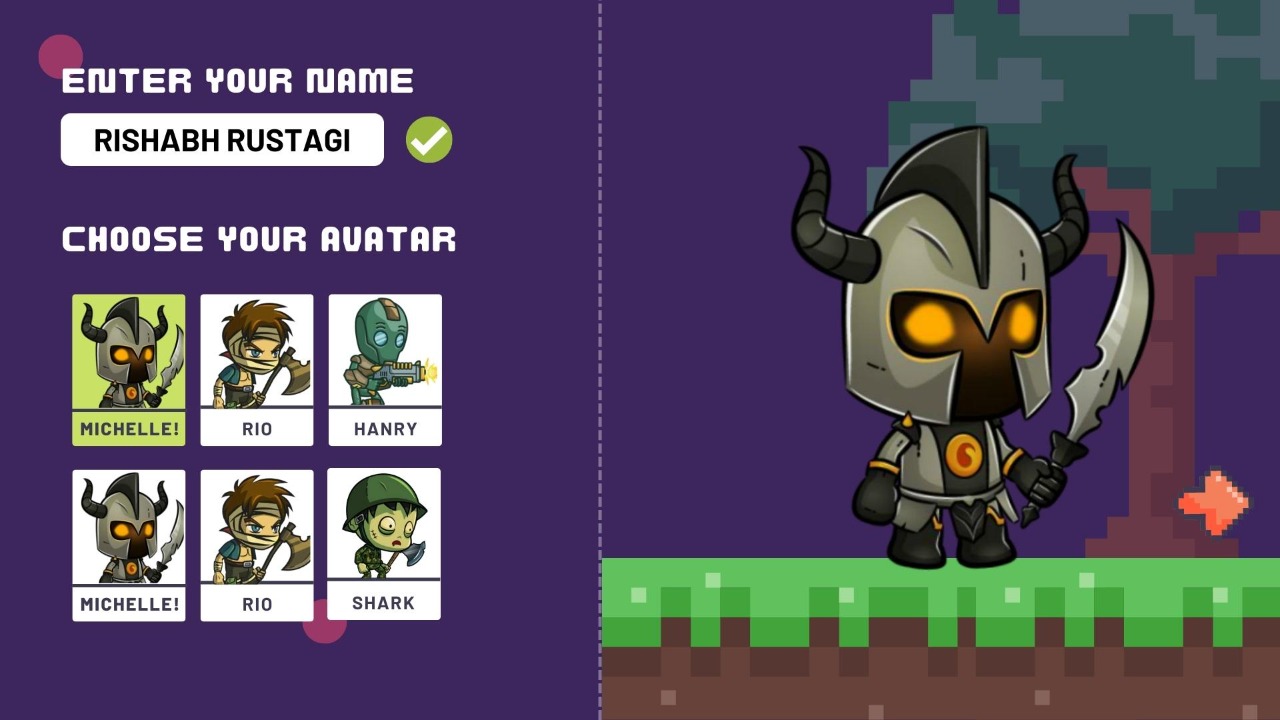 ENTER YOUR NAME
RISHABH RUSTAGI
CHOOSE YOUR AVATAR
MICHELLE! RIO HANRY
MICHELLE! RIO SHARK